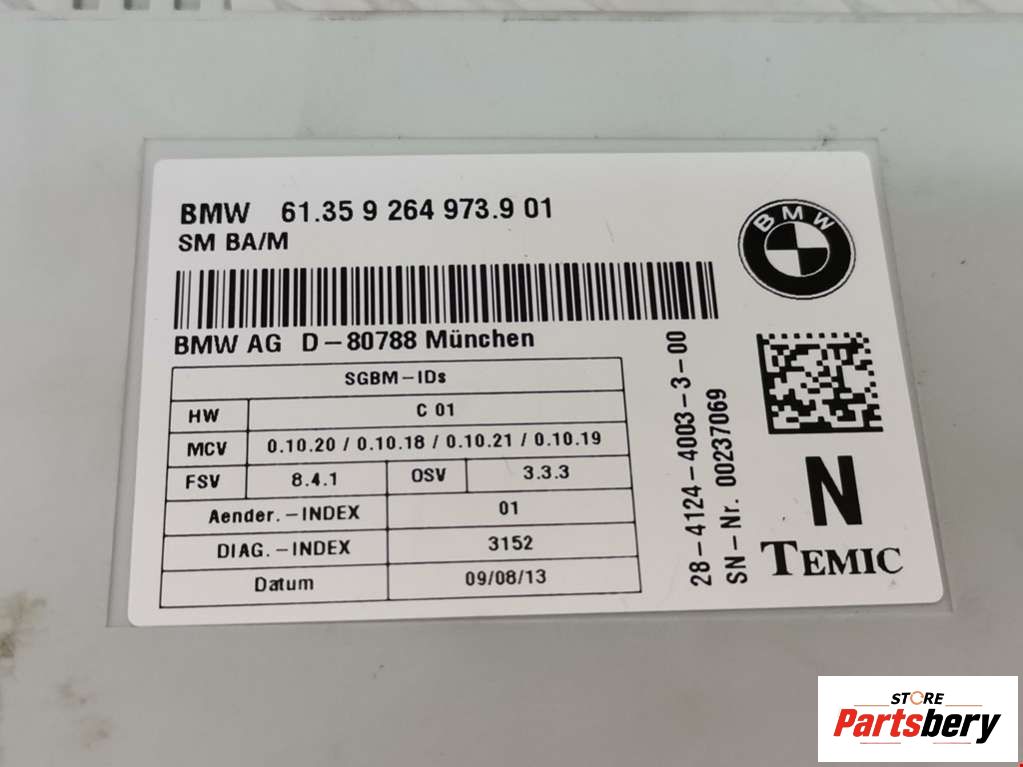 BMW 61.35 9 264 973.9 01
SM BA/M
BMW
BMW AG D-80788 München
SGBM-IDs
HW C 01
MCV 0.10.20 / 0.10.18 / 0.10.21 / 0.10.19
FSV 8.4.1 OSV 3.3.3
Aender.-INDEX 01
DIAG.-INDEX 3152
Datum 09/08/13
28-4124-4003-3-00
SN-Nr. 00237069
N
TEMIC
STORE
Partsbery